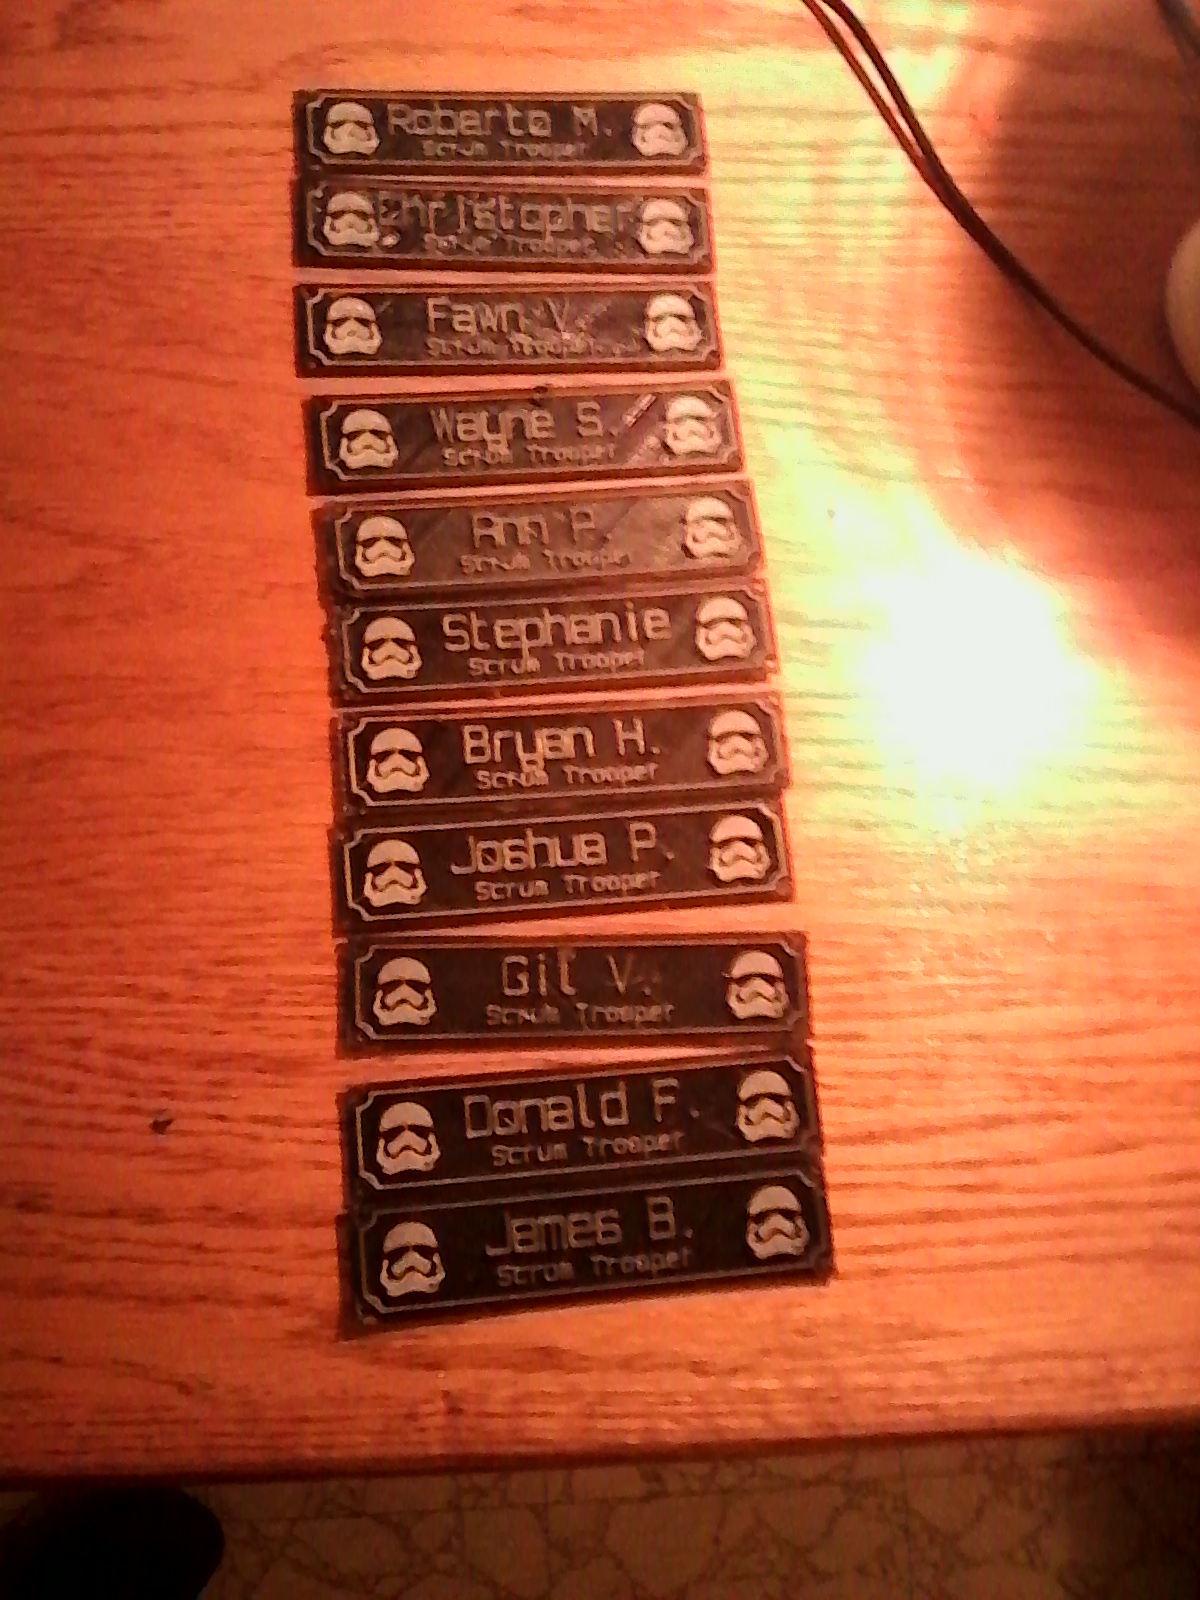 Roberto M.
Scrum Trooper
Christopher
Scrum Trooper
Fawn V.
Scrum Trooper
Wayne S.
Scrum Trooper
Ann P.
Scrum Trooper
Stephanie
Scrum Trooper
Bryan H.
Scrum Trooper
Joshua P.
Scrum Trooper
Gil V.
Scrum Trooper
Donald F.
Scrum Trooper
James B.
Scrum Trooper